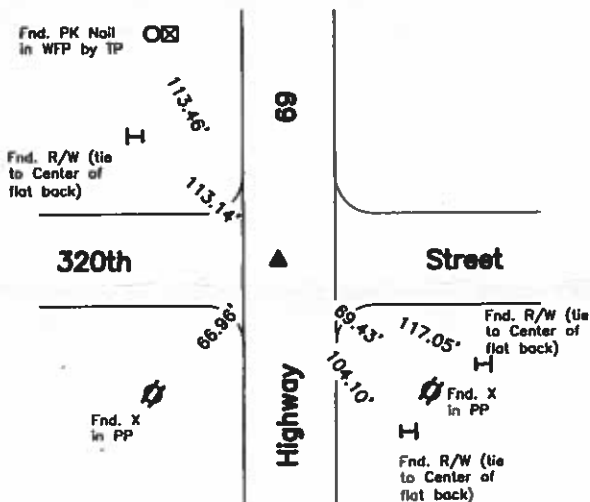 Fnd. PK Nail
in WFP by TP
113.46'
69
Fnd. R/W (tie
to Center of
flat back)
113.14'
320th
Street
66.96'
69.43'
117.05'
Fnd. R/W (tie
to Center of
flat back)
104.10'
Fnd. X
in PP
Fnd. X
in PP
Highway
Fnd. R/W (tie
to Center of
flat back)